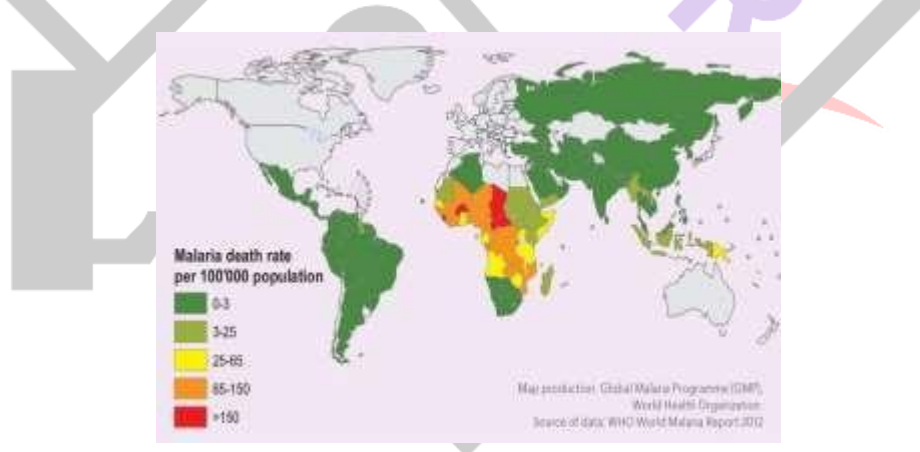 Malaria death rate
per 100'000 population
0-3
3-25
25-65
65-150
>150
Map production: Global Malaria Programme (GMP),
World Health Organization.
Source of data: WHO World Malaria Report 2012